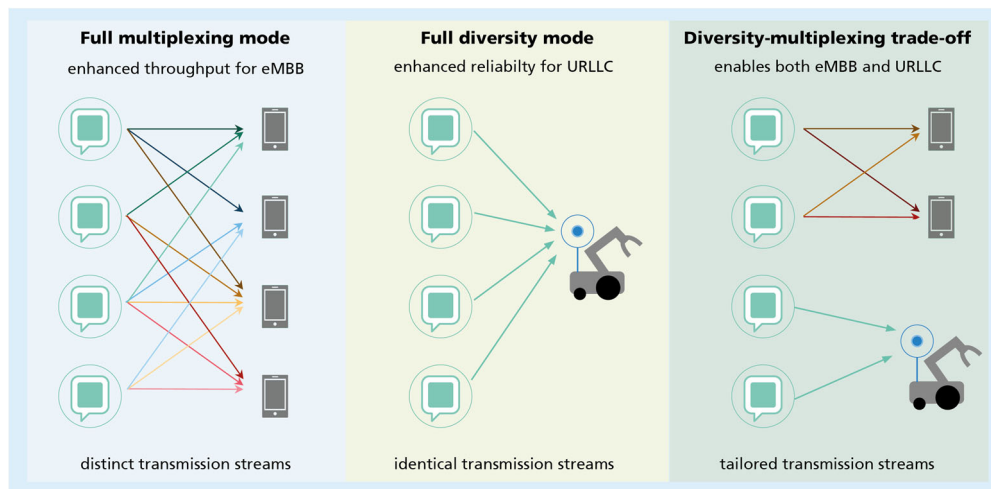 Full multiplexing mode
enhanced throughput for eMBB
distinct transmission streams
Full diversity mode
enhanced reliabilty for URLLC
identical transmission streams
Diversity-multiplexing trade-off
enables both eMBB and URLLC
tailored transmission streams